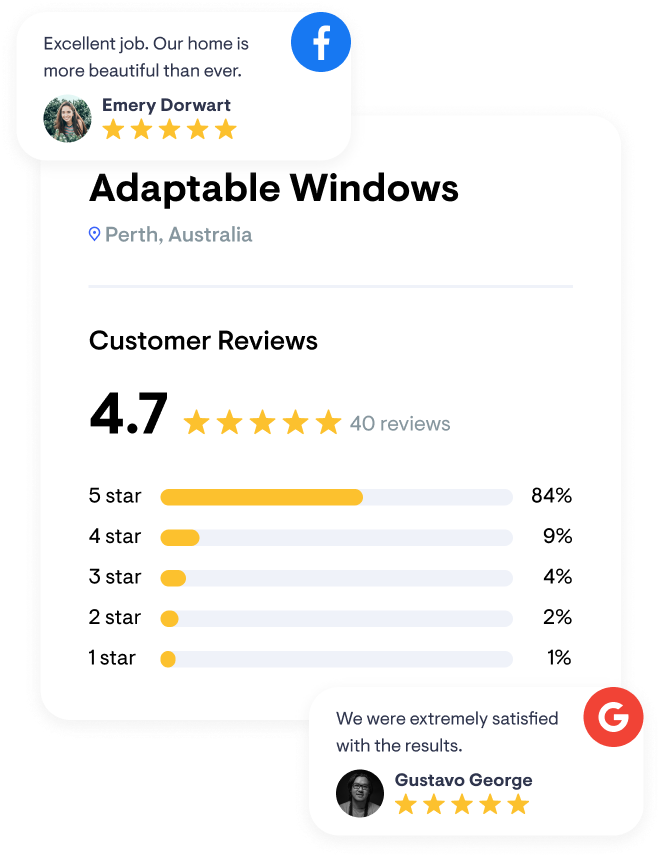 Excellent job. Our home is
more beautiful than ever.
Emery Dorwart
Adaptable Windows
Perth, Australia
Customer Reviews
4.7 40 reviews
5 star 84%
4 star 9%
3 star 4%
2 star 2%
1 star 1%
We were extremely satisfied
with the results.
Gustavo George